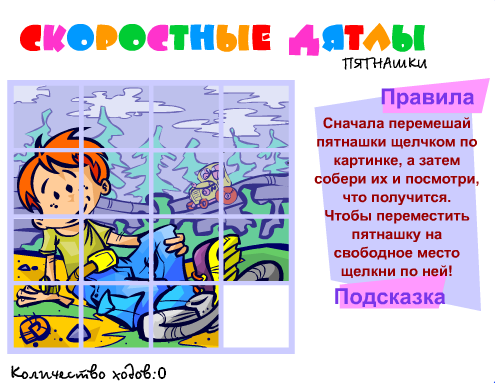 СКОРОСТНЫЕ ДЯТЛЫ
ПЯТНАШКИ
Правила
Сначала перемешай
пятнашки щелчком по
картинке, а затем
собери их и посмотри,
что получится.
Чтобы переместить
пятнашку на
свободное место
щелкни по ней!
Подсказка
Количество ходов:0